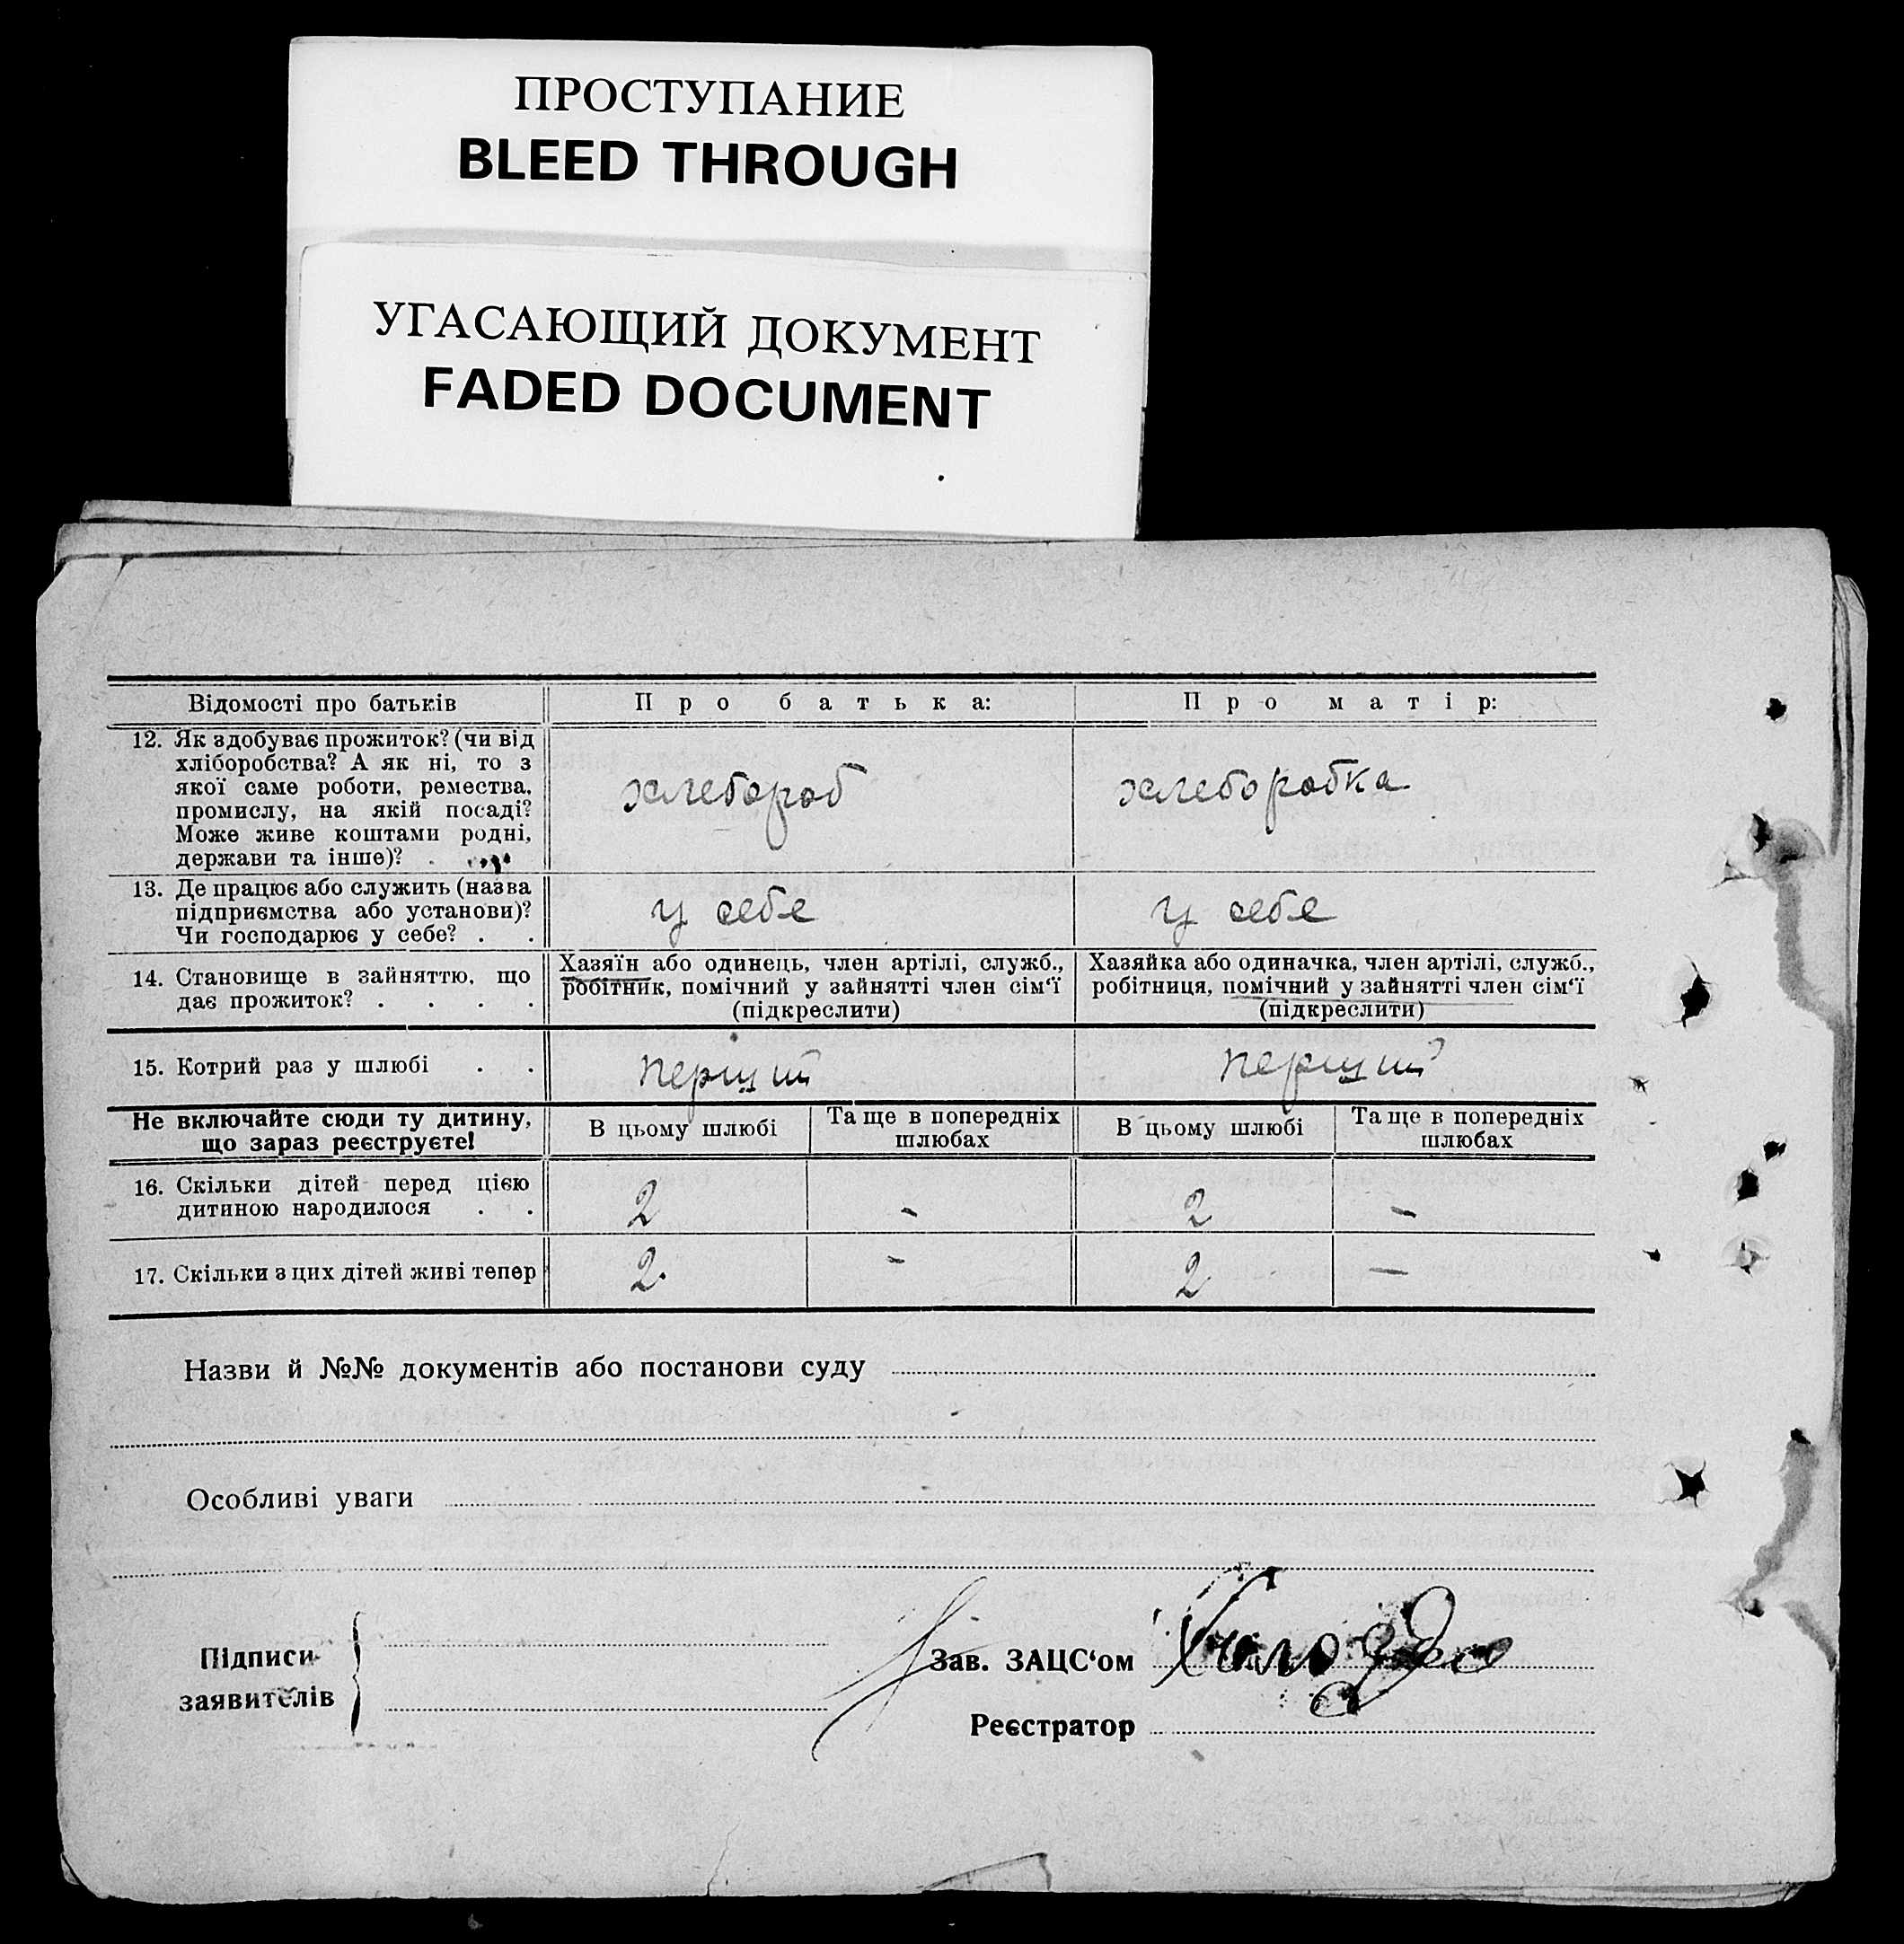 ПРОСТУПАНИЕ
BLEED THROUGH
УГАСАЮЩИЙ ДОКУМЕНТ
FADED DOCUMENT
Відомості про батьків
Про батька:
Про матір:
12. Як здобуває прожиток? (чи від
хліборобства? А як ні, то з
якої саме роботи, ремества,
промислу, на якій посаді?
Може живе коштами родні,
держави та інше)? .
хлебороб
хлеборобка
13. Де працює або служить (назва
підприємства або установи)?
Чи господарює у себе? . .
у себе
у себе
14. Становище в зайняттю, що
дає прожиток? . . . .
Хазяїн або одинець, член артілі, служб.,
робітник, помічний у зайнятті член сім'ї
(підкреслити)
Хазяйка або одиначка, член артілі, служб.,
робітниця, помічний у зайнятті член сім'ї
(підкреслити)
15. Котрий раз у шлюбі . .
перший
перший
Не включайте сюди ту дитину,
що зараз реєструєте!
В цьому шлюбі
Та ще в попередніх
шлюбах
В цьому шлюбі
Та ще в попередніх
шлюбах
16. Скільки дітей перед цією
дитиною народилося . .
2
-
2
-
17. Скільки з цих дітей живі тепер
2.
-
2
—
Назви й №№ документів або постанови суду
Особливі уваги
Підписи
заявителів
Зав. ЗАЦС'ом
Реєстратор